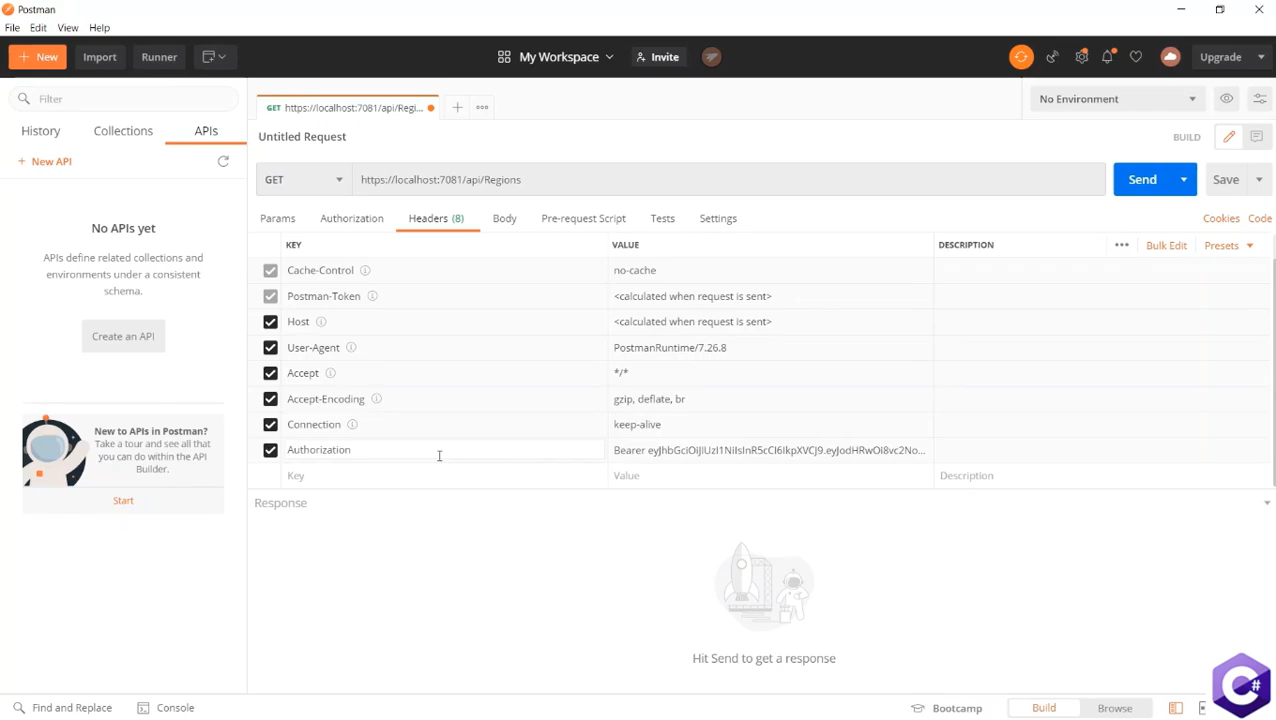 Postman
File Edit View Help
New Import Runner My Workspace Invite Upgrade
Filter
History Collections APIs
+ New API
No APIs yet
APIs define related collections and
environments under a consistent
schema.
Create an API
New to APIs in Postman?
Take a tour and see all that
you can do within the API
Builder.
Start
GET https://localhost:7081/api/Regi...
No Environment
Untitled Request
BUILD
GET https://localhost:7081/api/Regions Send Save
Params Authorization Headers (8) Body Pre-request Script Tests Settings Cookies Code
KEY VALUE DESCRIPTION Bulk Edit Presets
Cache-Control no-cache
Postman-Token <calculated when request is sent>
Host <calculated when request is sent>
User-Agent PostmanRuntime/7.26.8
Accept */*
Accept-Encoding gzip, deflate, br
Connection keep-alive
Authorization Bearer
Key Value Description
Response
Hit Send to get a response
Find and Replace Console Bootcamp Build Browse
C#